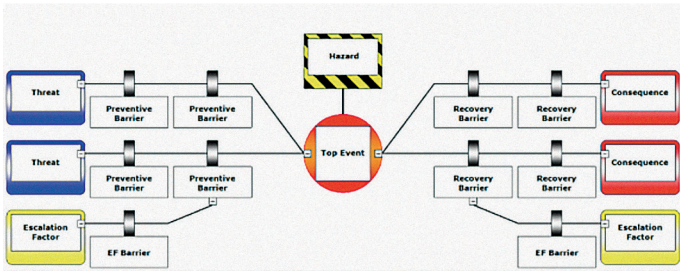 Hazard
Threat
Preventive
Barrier
Preventive
Barrier
Recovery
Barrier
Recovery
Barrier
Consequence
Top Event
Threat
Preventive
Barrier
Preventive
Barrier
Recovery
Barrier
Recovery
Barrier
Consequence
Escalation
Factor
EF Barrier
EF Barrier
Escalation
Factor